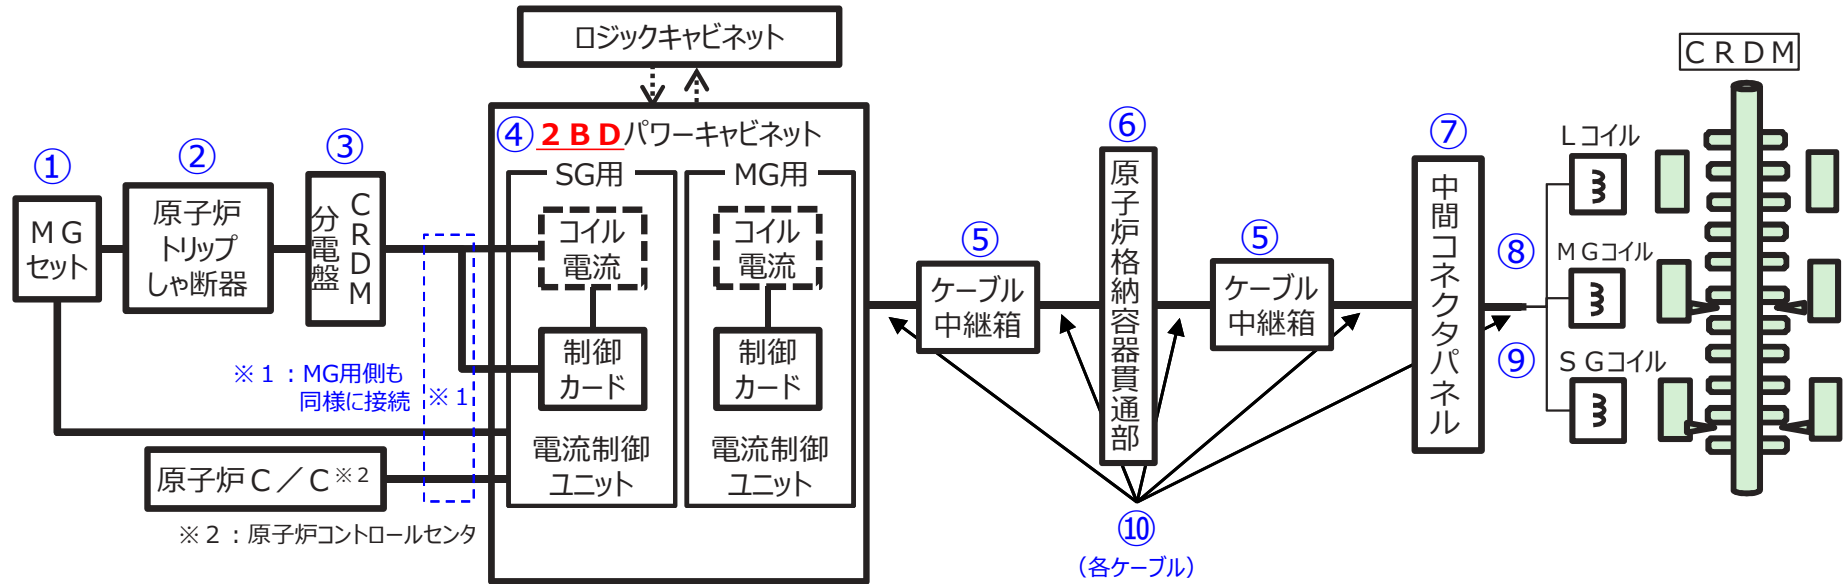 ロジックキャビネット
CRDM
④ 2BDパワーキャビネット
①
MG
セット
②
原子炉
トリップ
しゃ断器
③
CRDM
分電盤
SG用
コイル
電流
制御
カード
電流制御
ユニット
MG用
コイル
電流
制御
カード
電流制御
ユニット
※1：MG用側も
同様に接続
※1
原子炉C／C※2
※2：原子炉コントロールセンタ
⑤
ケーブル
中継箱
⑥
原子炉格納容器貫通部
⑤
ケーブル
中継箱
⑦
中間コネクタパネル
⑧
⑨
Lコイル
MGコイル
SGコイル
⑩
（各ケーブル）